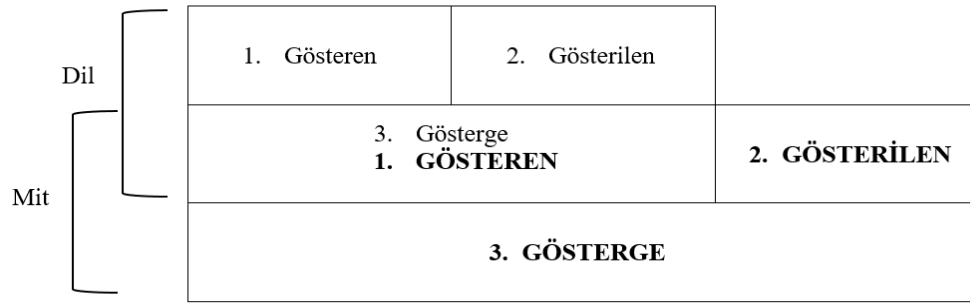 Dil
1. Gösteren
2. Gösterilen
3. Gösterge
1. GÖSTEREN
2. GÖSTERİLEN
Mit
3. GÖSTERGE